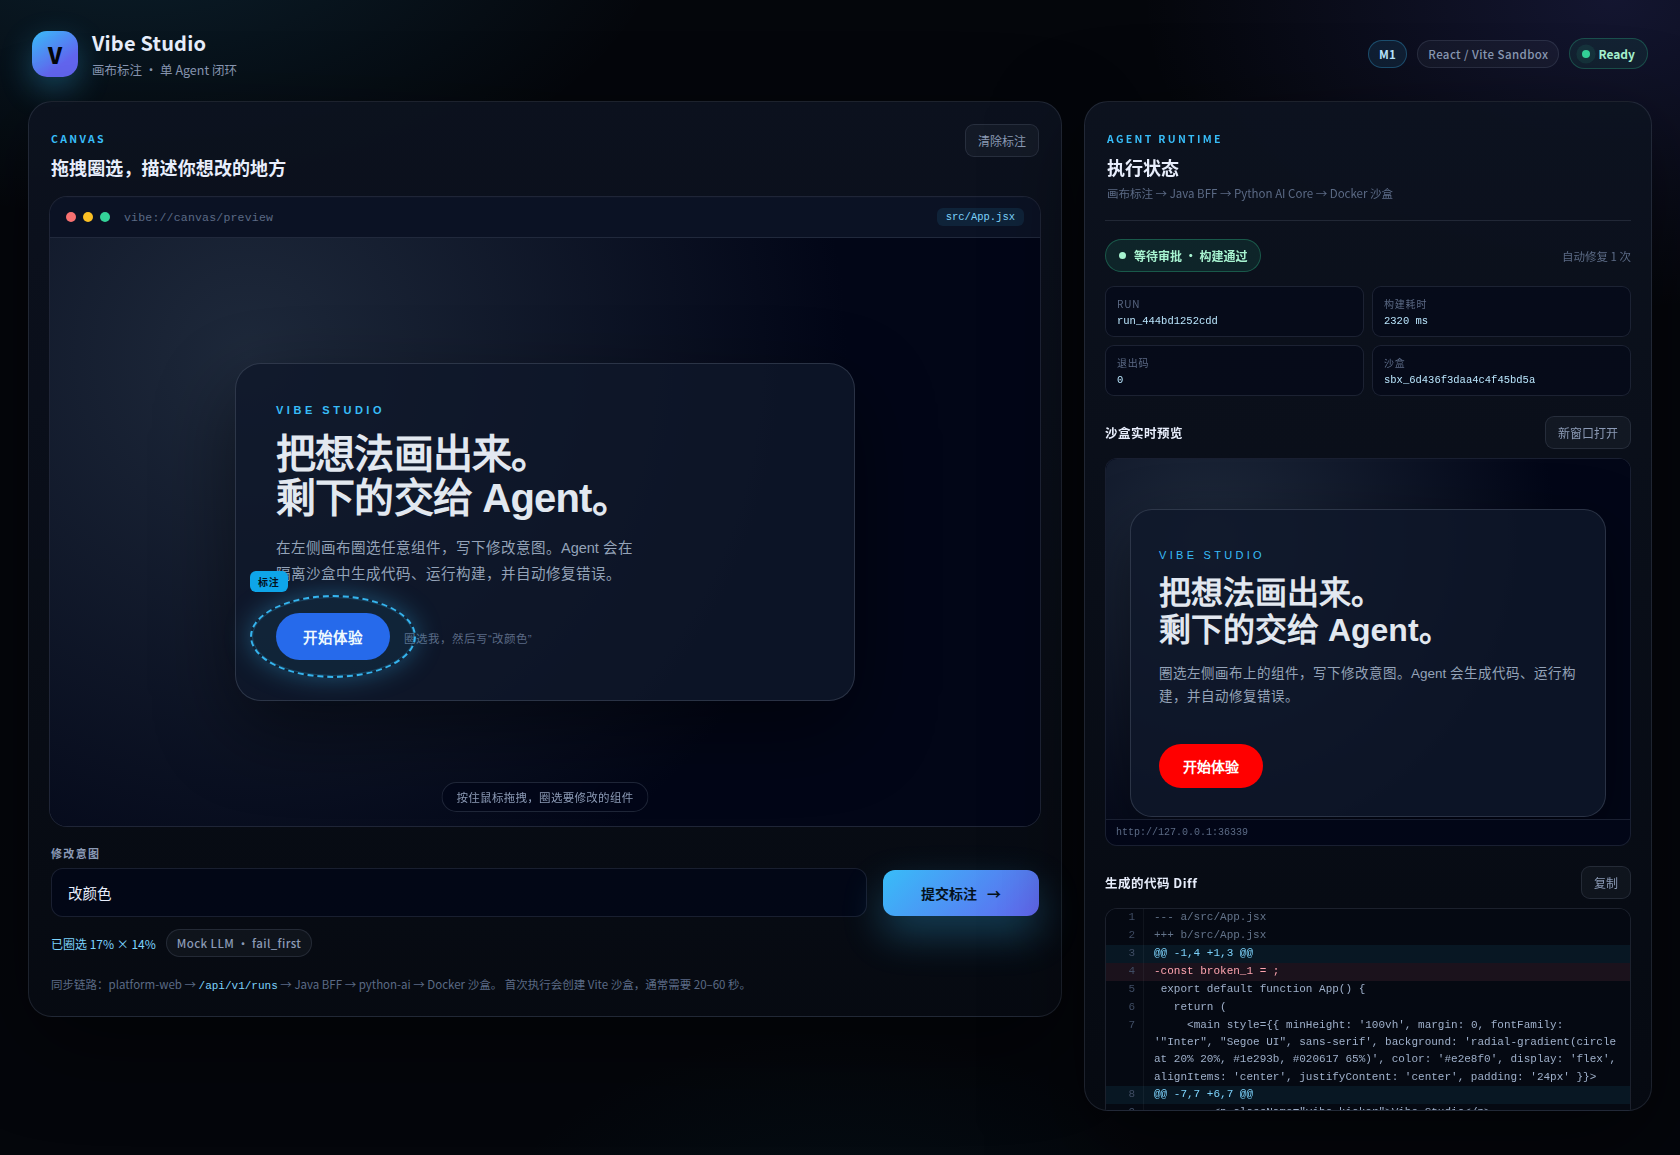 V
Vibe Studio
画布标注 · 单 Agent 闭环
M1
React / Vite Sandbox
Ready
CANVAS
拖拽圈选，描述你想改的地方
清除标注
vibe://canvas/preview
src/App.jsx
VIBE STUDIO
把想法画出来。
剩下的交给 Agent。
在左侧画布圈选任意组件，写下修改意图。Agent 会在
隔离沙盒中生成代码、运行构建，并自动修复错误。
标注
开始体验
圈选我，然后写"改颜色"
按住鼠标拖拽，圈选要修改的组件
修改意图
改颜色
提交标注 →
已圈选 17% × 14%
Mock LLM · fail_first
同步链路：platform-web → /api/v1/runs → Java BFF → python-ai → Docker 沙盒。 首次执行会创建 Vite 沙盒，通常需要 20–60 秒。
AGENT RUNTIME
执行状态
画布标注 → Java BFF → Python AI Core → Docker 沙盒
等待审批 · 构建通过
自动修复 1 次
RUN
run_444bd1252cdd
构建耗时
2320 ms
退出码
0
沙盒
sbx_6d436f3daa4c4f45bd5a
沙盒实时预览
新窗口打开
VIBE STUDIO
把想法画出来。
剩下的交给 Agent。
圈选左侧画布上的组件，写下修改意图。Agent 会生成代码、运行构
建，并自动修复错误。
开始体验
http://127.0.0.1:36339
生成的代码 Diff
复制
1 --- a/src/App.jsx
2 +++ b/src/App.jsx
3 @@ -1,4 +1,3 @@
4 -const broken_1 = ;
5 export default function App() {
6 return (
7 <main style={{ minHeight: '100vh', margin: 0, fontFamily:
'"Inter", "Segoe UI", sans-serif', background: 'radial-gradient(circle
at 20% 20%, #1e293b, #020617 65%)', color: '#e2e8f0', display: 'flex',
alignItems: 'center', justifyContent: 'center', padding: '24px' }}>
8 @@ -7,7 +6,7 @@